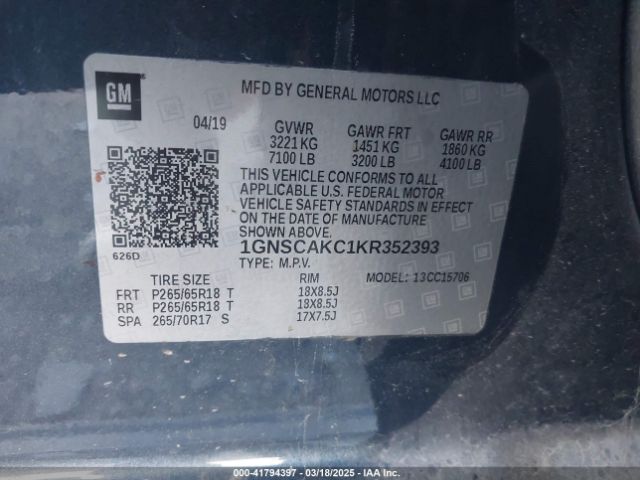 GM
MFD BY GENERAL MOTORS LLC
04/19 GVWR GAWR FRT GAWR RR
3221 KG 1451 KG 1860 KG
7100 LB 3200 LB 4100 LB
THIS VEHICLE CONFORMS TO ALL
APPLICABLE U.S. FEDERAL MOTOR
VEHICLE SAFETY STANDARDS IN EFFECT
ON THE DATE OF MANUFACTURE
SHOWN ABOVE.
1GNSCAKC1KR352393
626D TYPE: M.P.V. MODEL: 13CC15706
TIRE SIZE RIM
FRT P265/65R18 T 18X8.5J
RR P265/65R18 T 18X8.5J
SPA 265/70R17 S 17X7.5J
000-41794397 - 03/18/2025 - IAA Inc.